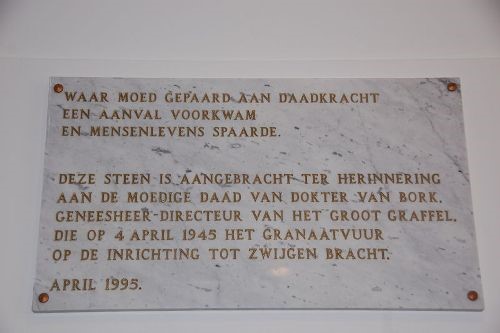 WAAR MOED GEPAARD AAN DAADKRACHT
EEN AANVAL VOORKWAM
EN MENSENLEVENS SPAARDE.
DEZE STEEN IS AANGEBRACHT TER HERINNERING
AAN DE MOEDIGE DAAD VAN DOKTER VAN BORK.
GENEESHEER-DIRECTEUR VAN HET GROOT GRAFFEL.
DIE OP 4 APRIL 1945 HET GRANAATVUUR
OP DE INRICHTING TOT ZWIJGEN BRACHT.
APRIL 1995.